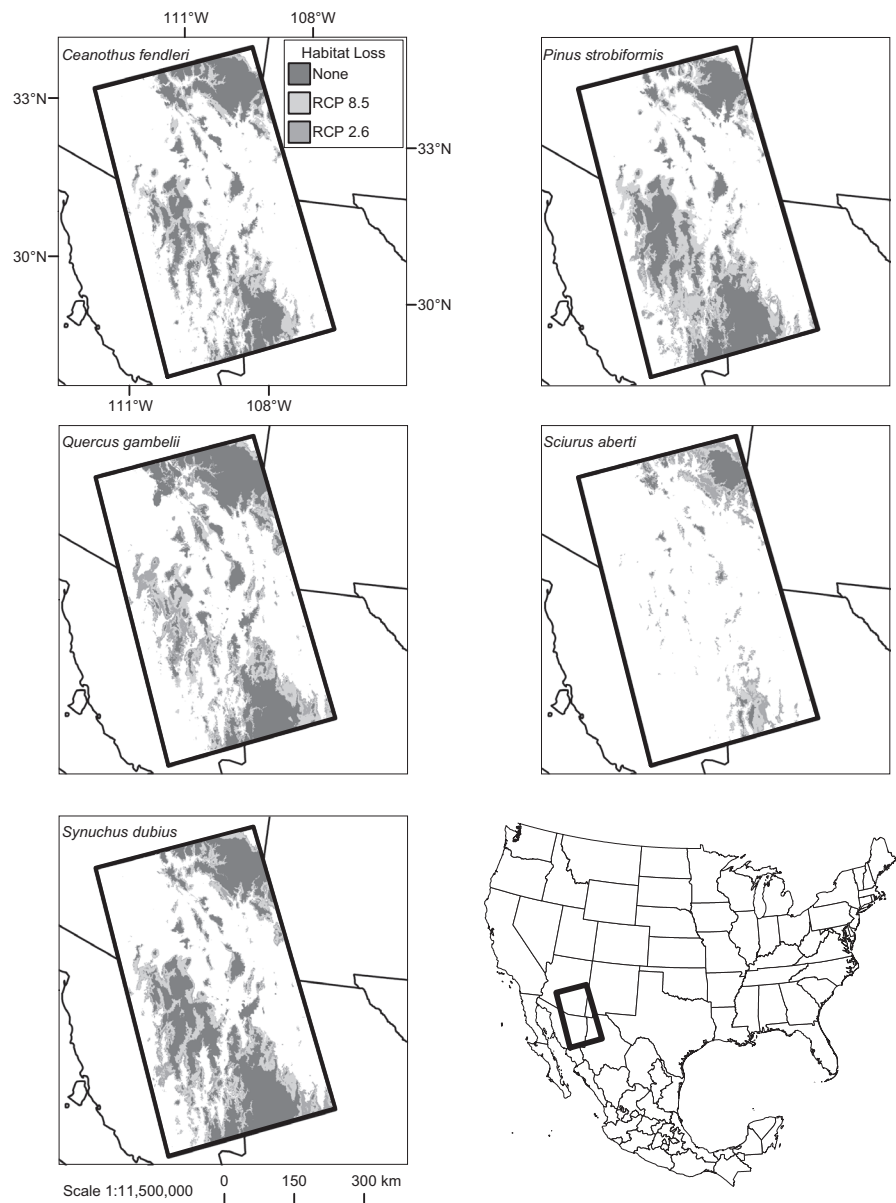 111°W 108°W
Ceanothus fendleri
Habitat Loss
None
RCP 8.5
RCP 2.6
33°N
33°N
30°N
30°N
111°W 108°W
Pinus strobiformis
Quercus gambelii
Sciurus aberti
Synuchus dubius
Scale 1:11,500,000 0 150 300 km